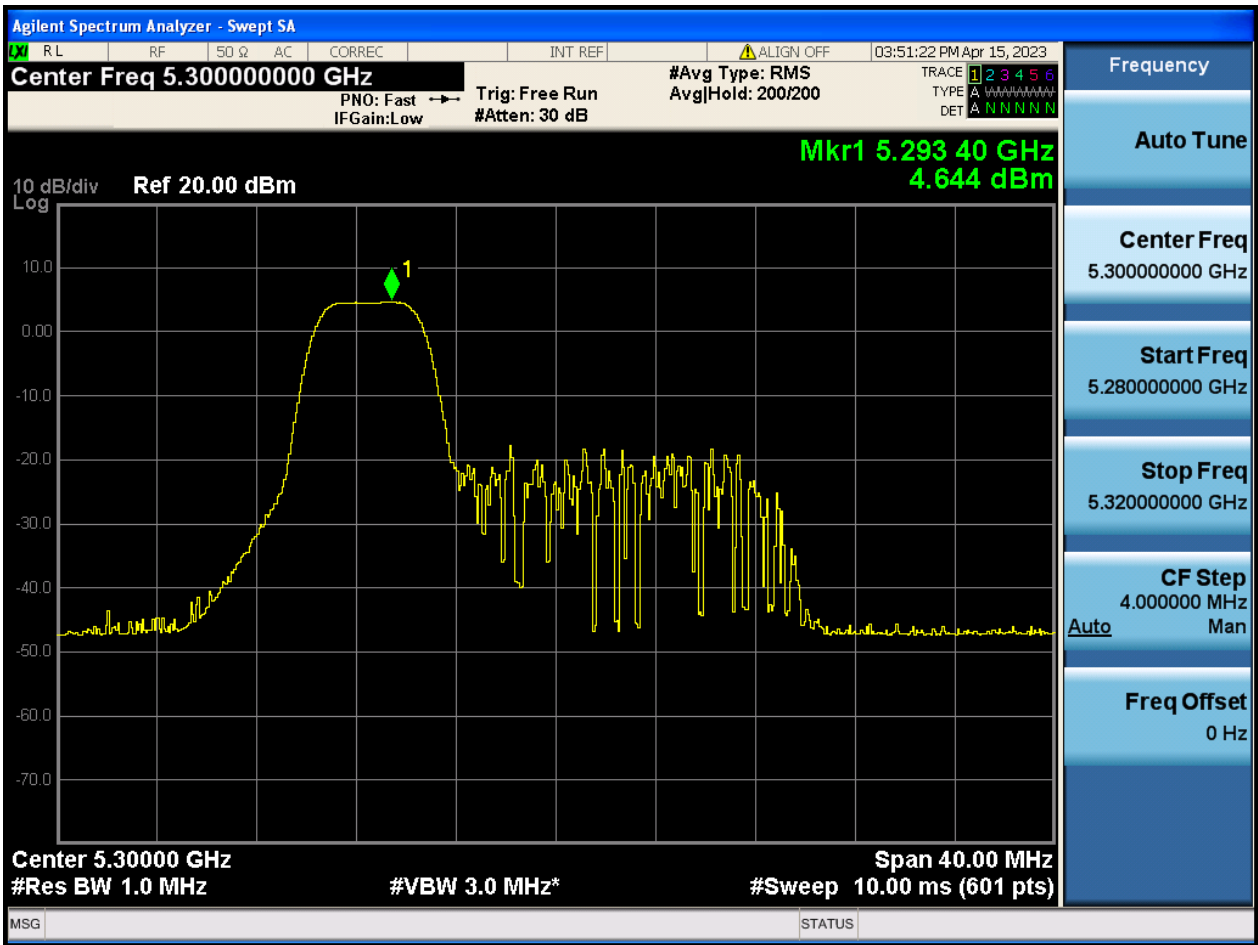 Agilent Spectrum Analyzer - Swept SA
LXI RL RF 50 Ω AC CORREC INT REF ALIGN OFF 03:51:22 PM Apr 15, 2023
Center Freq 5.300000000 GHz
PNO: Fast
IFGain:Low
Trig: Free Run
#Atten: 30 dB
#Avg Type: RMS
Avg|Hold: 200/200
TRACE 1 2 3 4 5 6
TYPE A
DET A N N N N N
Mkr1 5.293 40 GHz
4.644 dBm
10 dB/div Ref 20.00 dBm
Log
1
10.0
0.00
-10.0
-20.0
-30.0
-40.0
-50.0
-60.0
-70.0
Center 5.30000 GHz Span 40.00 MHz
#Res BW 1.0 MHz #VBW 3.0 MHz* #Sweep 10.00 ms (601 pts)
MSG STATUS
Frequency
Auto Tune
Center Freq
5.300000000 GHz
Start Freq
5.280000000 GHz
Stop Freq
5.320000000 GHz
CF Step
4.000000 MHz
Auto Man
Freq Offset
0 Hz